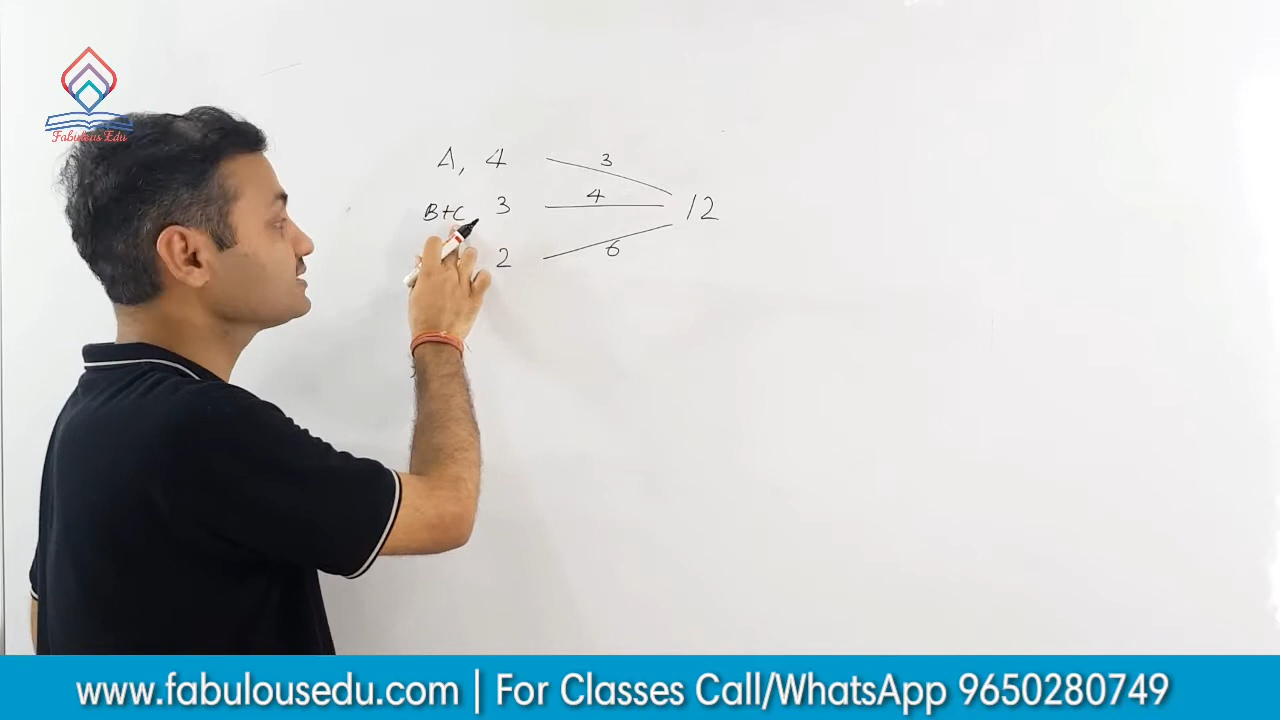 Fabulous Edu
A, 4 3
B+C 3 4 12
2 6
www.fabulousedu.com | For Classes Call/WhatsApp 9650280749